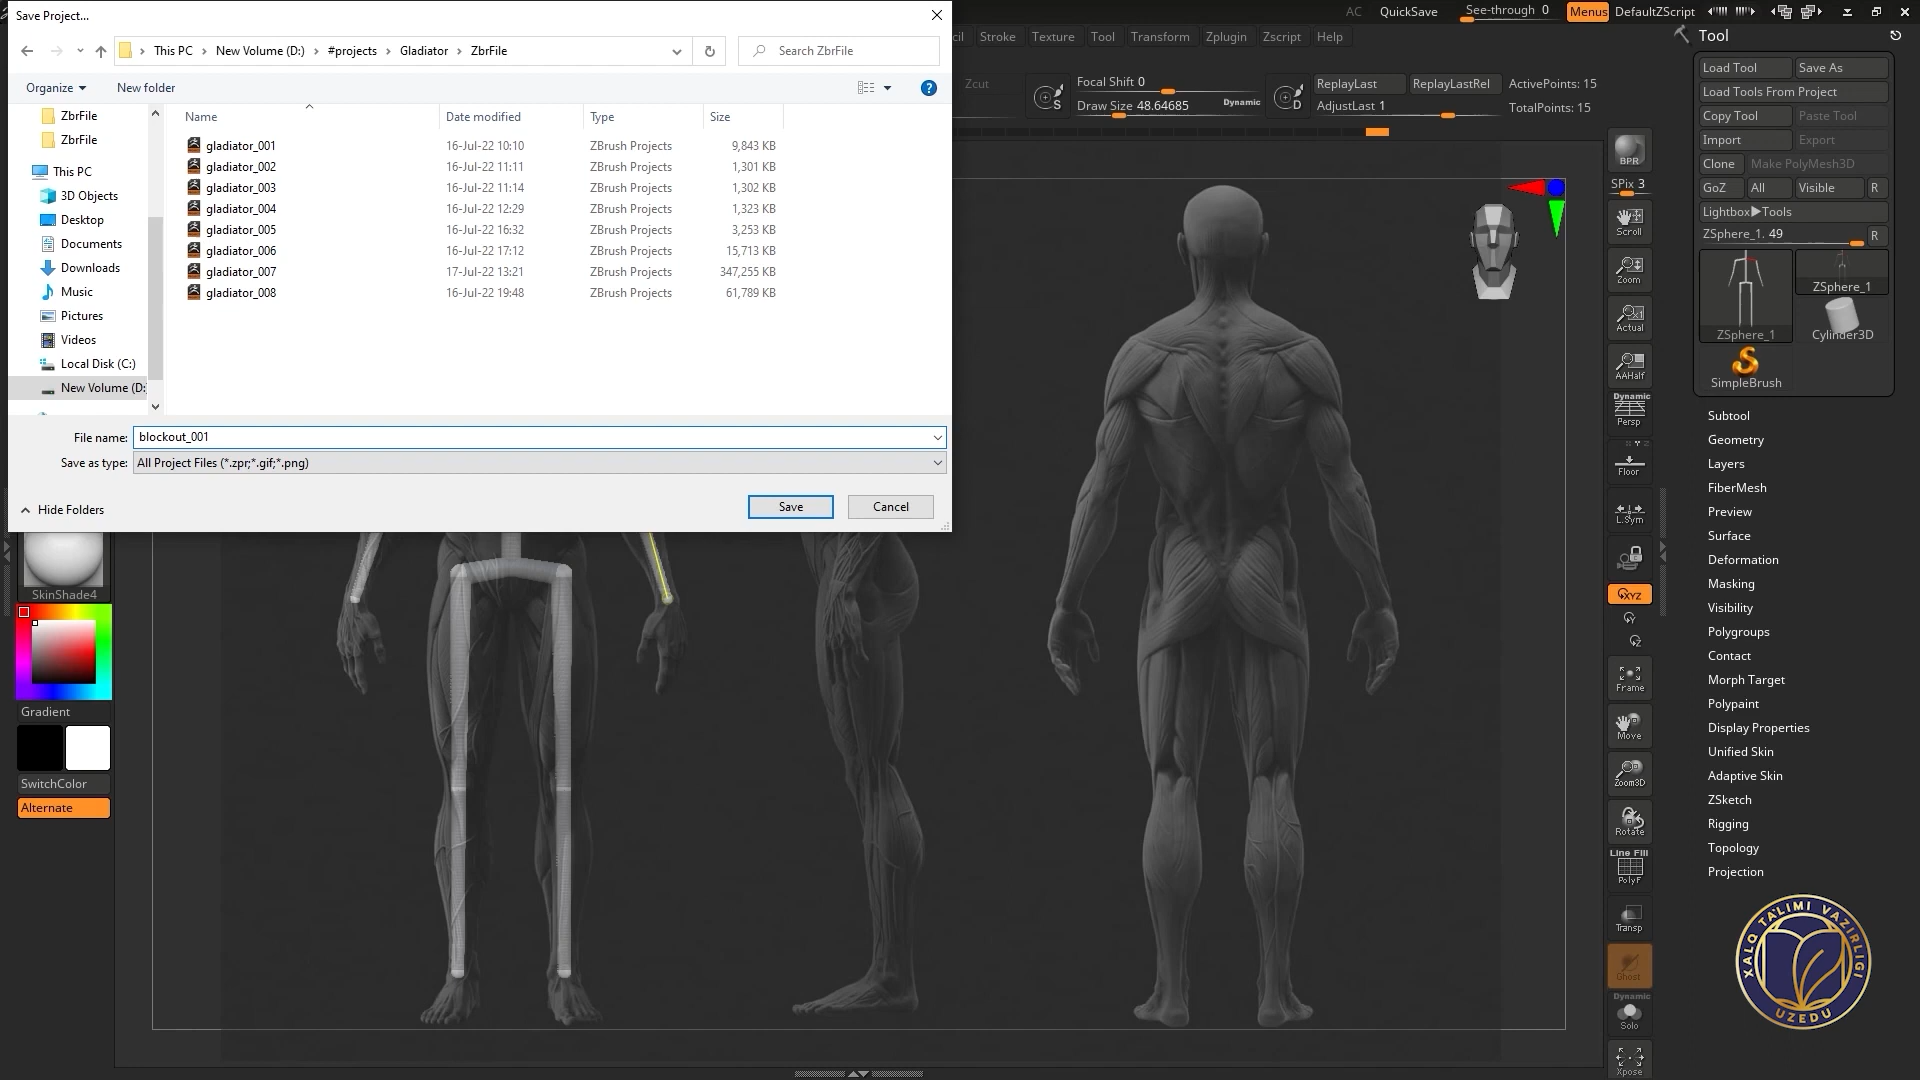 Save Project...
This PC > New Volume (D:) > #projects > Gladiator > ZbrFile
Search ZbrFile
Organize
New folder
ZbrFile
ZbrFile
This PC
3D Objects
Desktop
Documents
Downloads
Music
Pictures
Videos
Local Disk (C:)
New Volume (D:
Name Date modified Type Size
gladiator_001 16-Jul-22 10:10 ZBrush Projects 9,843 KB
gladiator_002 16-Jul-22 11:11 ZBrush Projects 1,301 KB
gladiator_003 16-Jul-22 11:14 ZBrush Projects 1,302 KB
gladiator_004 16-Jul-22 12:29 ZBrush Projects 1,323 KB
gladiator_005 16-Jul-22 16:32 ZBrush Projects 3,253 KB
gladiator_006 16-Jul-22 17:12 ZBrush Projects 15,713 KB
gladiator_007 17-Jul-22 13:21 ZBrush Projects 347,255 KB
gladiator_008 16-Jul-22 19:48 ZBrush Projects 61,789 KB
File name: blockout_001
Save as type: All Project Files (*.zpr;*.gif;*.png)
Hide Folders
Save
Cancel
AC QuickSave See-through 0 Menus DefaultZScript
cil Stroke Texture Tool Transform Zplugin Zscript Help
Zcut
S
Focal Shift 0
Draw Size 48.64685 Dynamic
D
ReplayLast ReplayLastRel ActivePoints: 15
AdjustLast 1 TotalPoints: 15
SkinShade4
Gradient
SwitchColor
Alternate
BPR
SPix 3
Scroll
Zoom
Actual
AAHalf
Dynamic
Persp
Floor
L.Sym
XYZ
Y
Z
Frame
Move
Zoom3D
Rotate
Line Fill
PolyF
Transp
Ghost
Dynamic
Solo
Xpose
Tool
Load Tool Save As
Load Tools From Project
Copy Tool Paste Tool
Import Export
Clone Make PolyMesh3D
GoZ All Visible R
Lightbox▶Tools
ZSphere_1. 49 R
ZSphere_1
ZSphere_1 Cylinder3D
SimpleBrush
Subtool
Geometry
Layers
FiberMesh
Preview
Surface
Deformation
Masking
Visibility
Polygroups
Contact
Morph Target
Polypaint
Display Properties
Unified Skin
Adaptive Skin
ZSketch
Rigging
Topology
Projection
XALQ TA'LIMI VAZIRLIGI
UZEDU